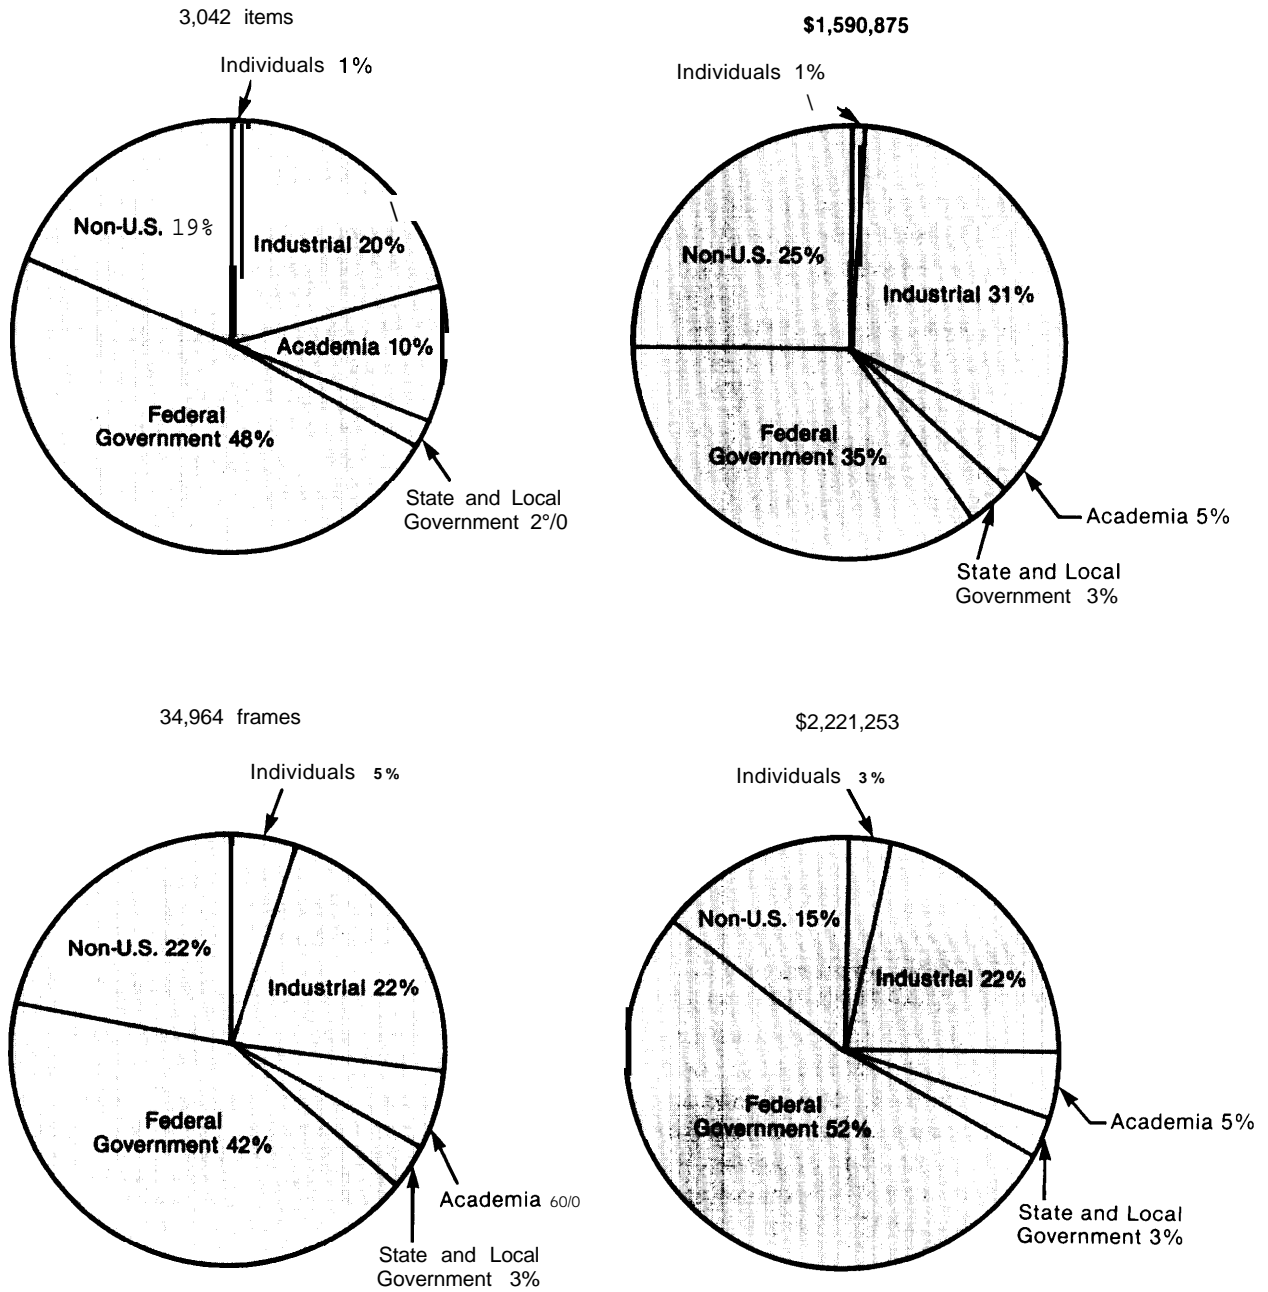 3,042 items
Individuals 1%
Non-U.S. 19%
Industrial 20%
Academia 10%
Federal
Government 48%
State and Local
Government 2°/0
$1,590,875
Individuals 1%
Non-U.S. 25%
Industrial 31%
Federal
Government 35%
Academia 5%
State and Local
Government 3%
34,964 frames
Individuals 5%
Non-U.S. 22%
Industrial 22%
Federal
Government 42%
Academia 60/0
State and Local
Government 3%
$2,221,253
Individuals 3%
Non-U.S. 15%
Industrial 22%
Federal
Government 52%
Academia 5%
State and Local
Government 3%